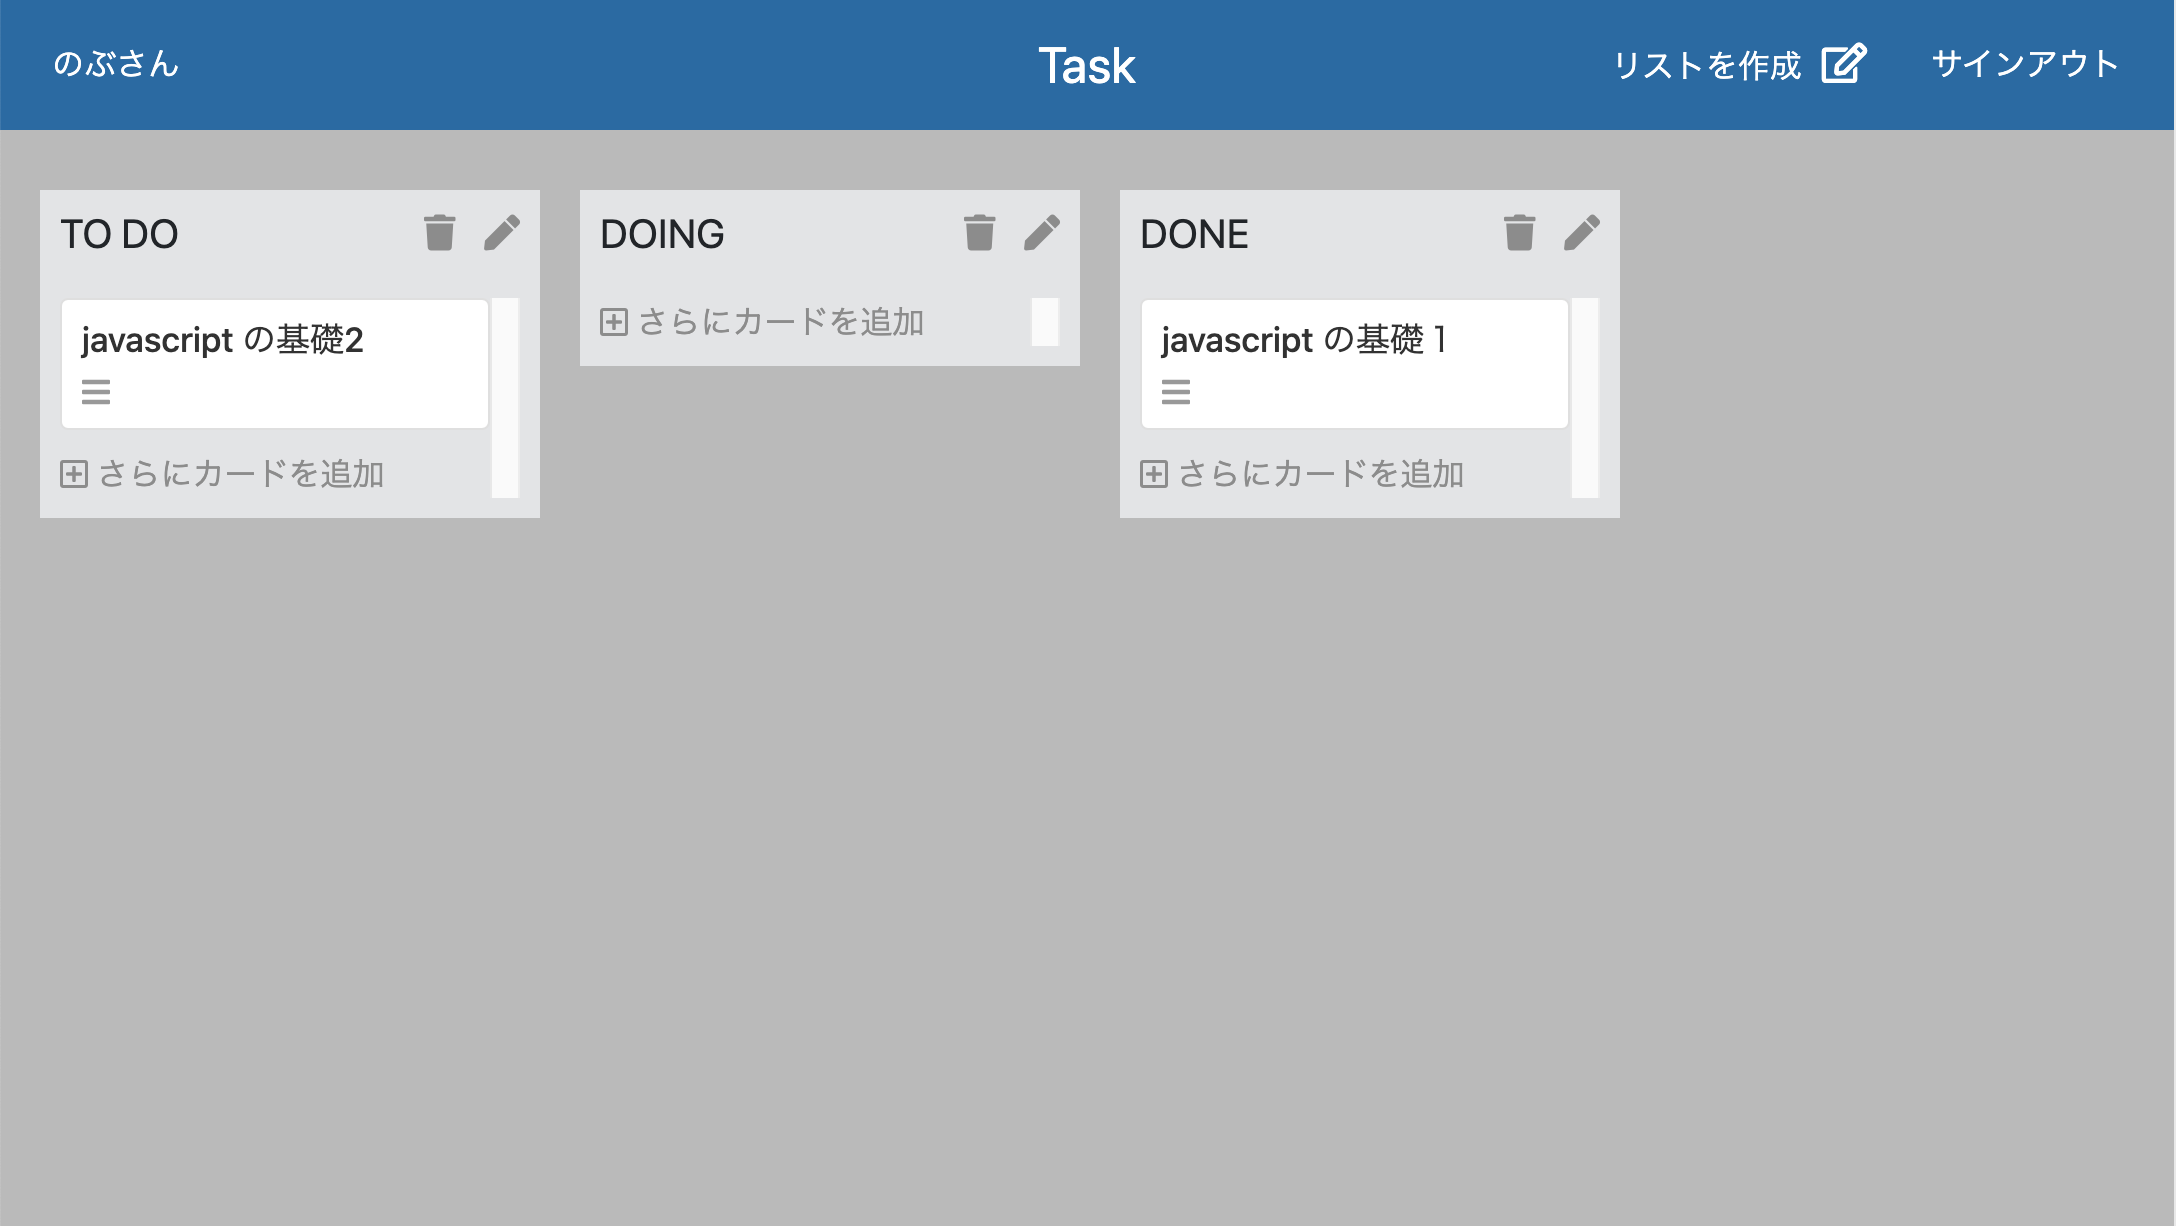 のぶさん
Task
リストを作成
サインアウト
TO DO
javascript の基礎2
さらにカードを追加
DOING
さらにカードを追加
DONE
javascript の基礎１
さらにカードを追加